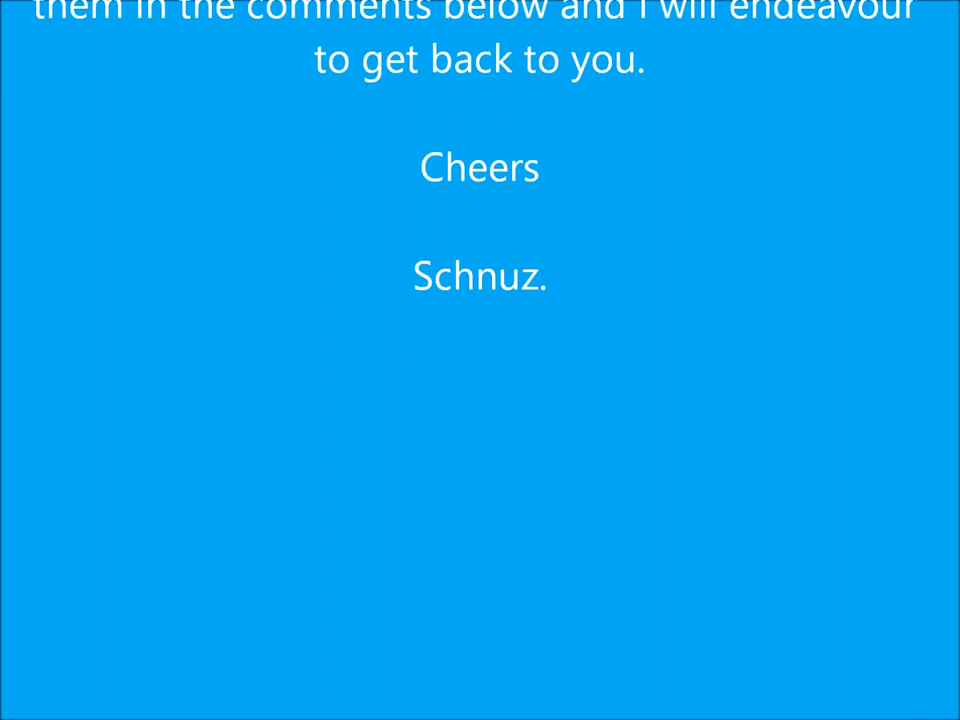 them in the comments below and I will endeavour
to get back to you.
Cheers
Schnuz.